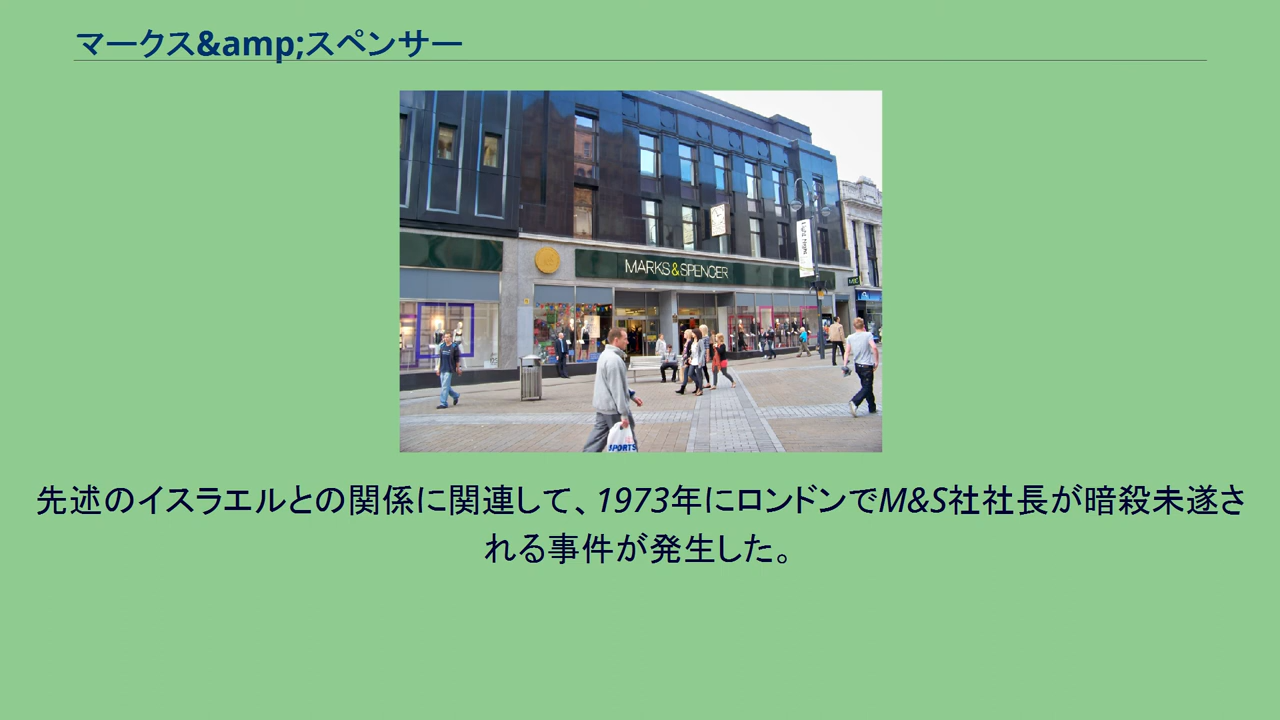 マークス&amp;スペンサー
MARKS&SPENCER
SPORTS
先述のイスラエルとの関係に関連して、1973年にロンドンでM&S社社長が暗殺未遂さ
れる事件が発生した。